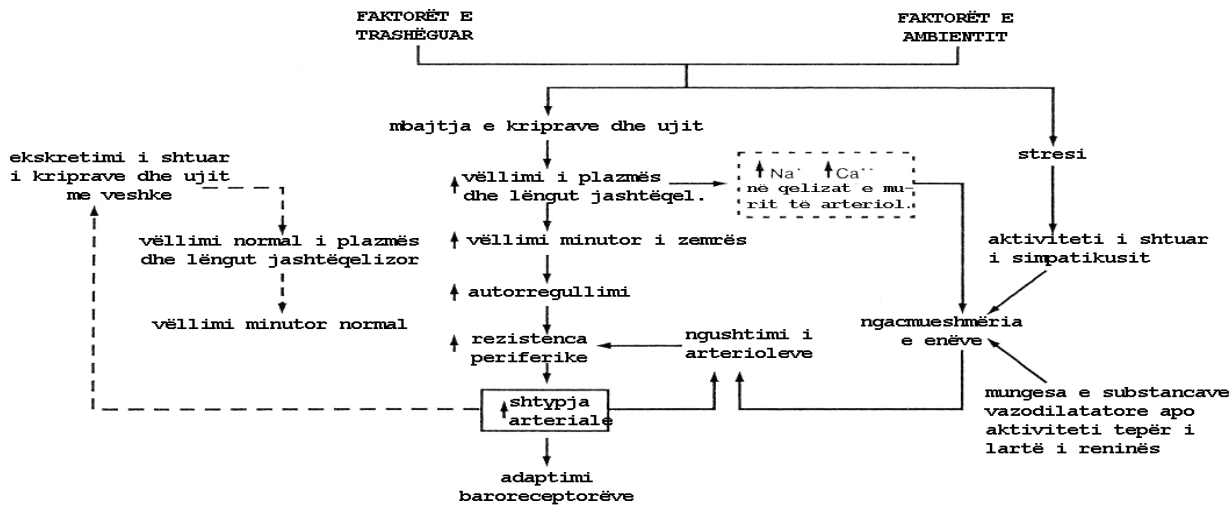 FAKTORËT E
TRASHËGUAR
FAKTORËT E
AMBIENTIT
mbajtja e kriprave dhe ujit
ekskretimi i shtuar
i kriprave dhe ujit
me veshke
vëllimi i plazmës
dhe lëngut jashtëqel.
Na⁺ Ca⁺⁺
në qelizat e mu-
rit të arteriol.
stresi
vëllimi normal i plazmës
dhe lëngut jashtëqelizor
vëllimi minutor i zemrës
aktiviteti i shtuar
i simpatikusit
autorregullimi
vëllimi minutor normal
rezistenca
periferike
ngushtimi i
arterioleve
ngacmueshmëria
e enëve
shtypja
arteriale
mungesa e substancave
vazodilatatore apo
aktiviteti tepër i
lartë i reninës
adaptimi
baroreceptorëve